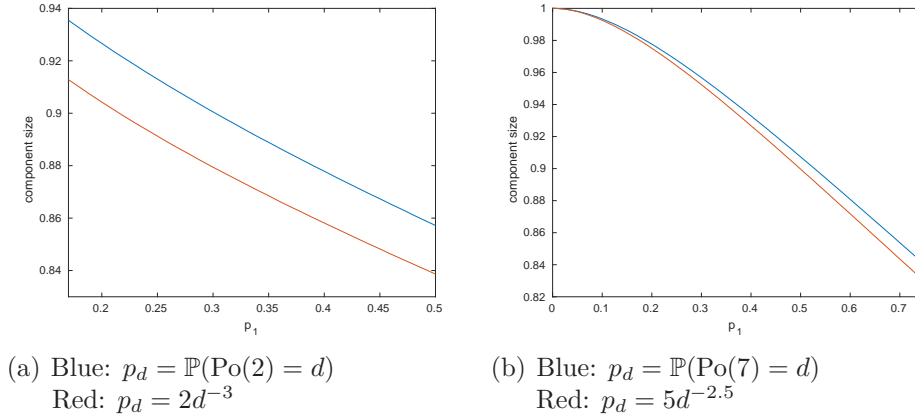 0.94
0.92
0.9
0.88
0.86
0.84
component size
0.2 0.25 0.3 0.35 0.4 0.45 0.5
p1
1
0.98
0.96
0.94
0.92
0.9
0.88
0.86
0.84
0.82
component size
0 0.1 0.2 0.3 0.4 0.5 0.6 0.7
p1
(a) Blue: p_d = ℙ(Po(2) = d)
Red: p_d = 2d^{-3}
(b) Blue: p_d = ℙ(Po(7) = d)
Red: p_d = 5d^{-2.5}